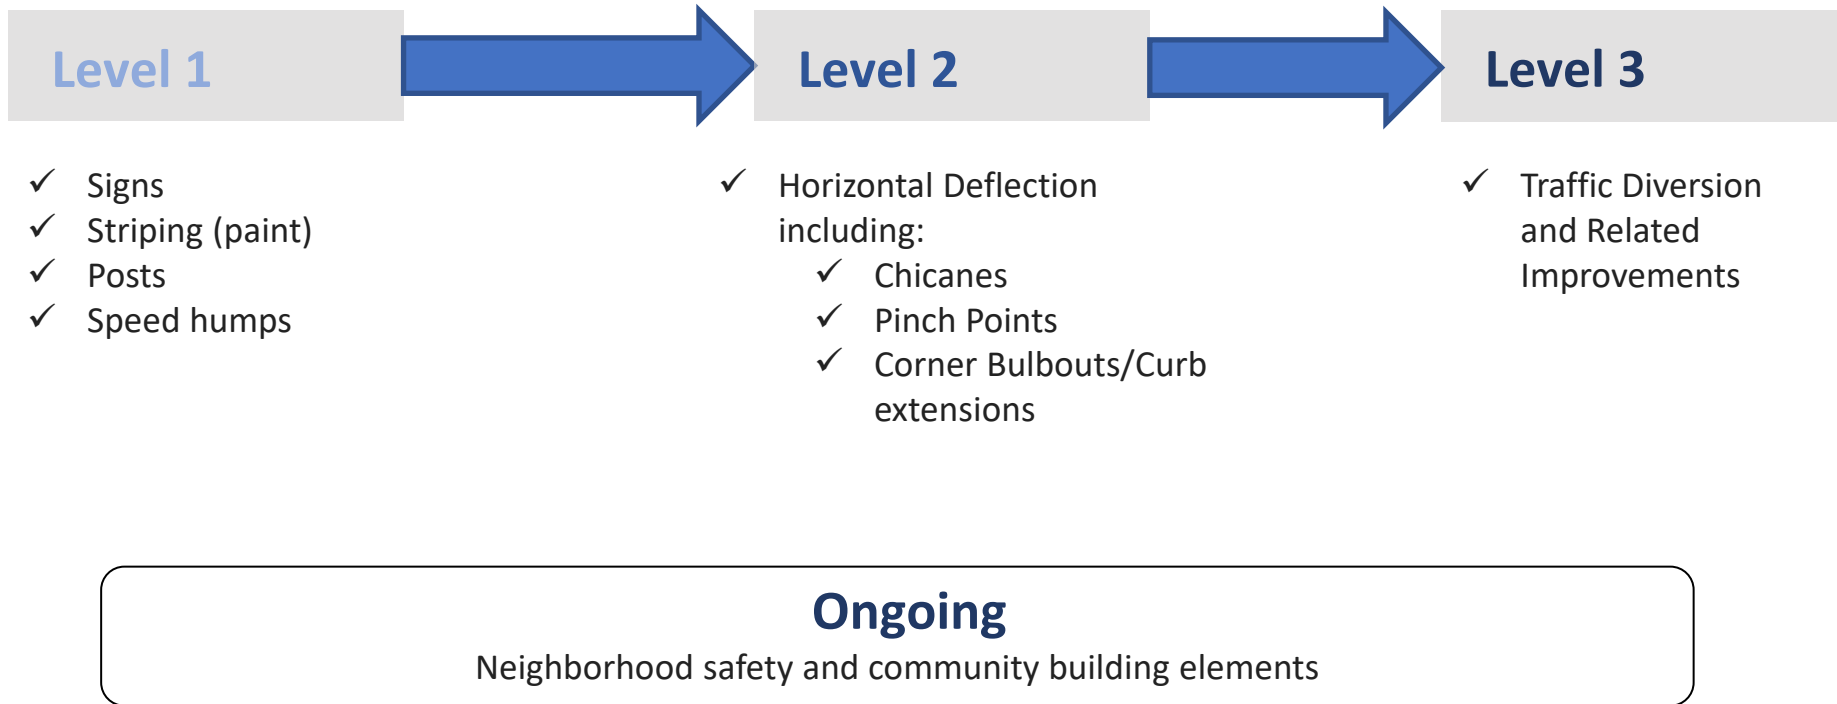 Level 1
Level 2
Level 3
✓ Signs
✓ Striping (paint)
✓ Posts
✓ Speed humps
✓ Horizontal Deflection
including:
✓ Chicanes
✓ Pinch Points
✓ Corner Bulbouts/Curb
extensions
✓ Traffic Diversion
and Related
Improvements
Ongoing
Neighborhood safety and community building elements